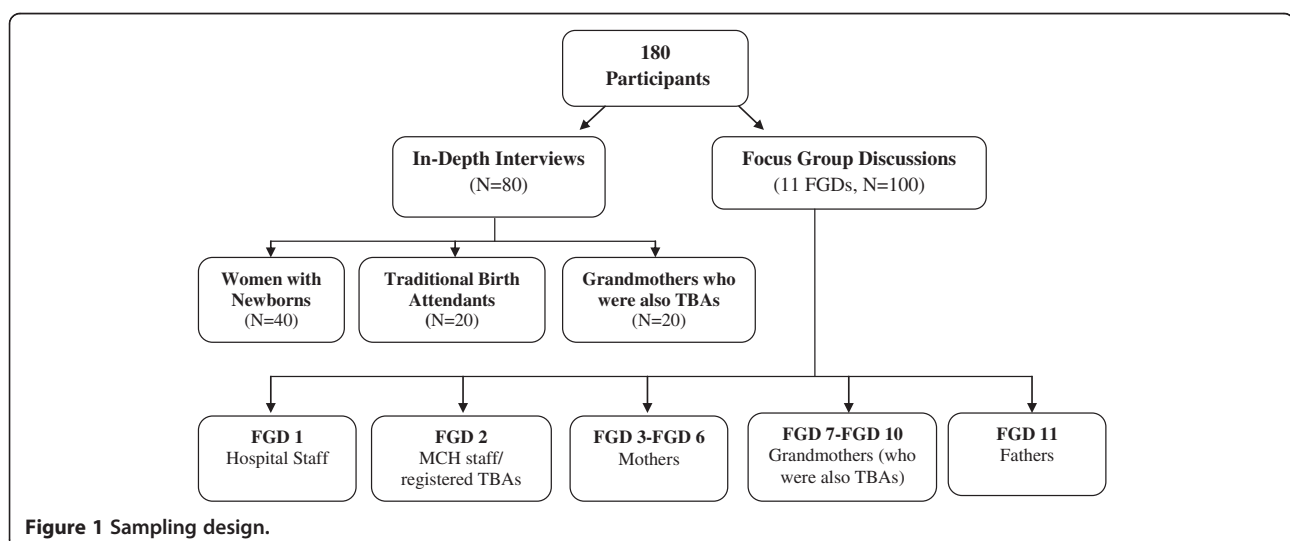 180
Participants
In-Depth Interviews
(N=80)
Focus Group Discussions
(11 FGDs, N=100)
Women with
Newborns
(N=40)
Traditional Birth
Attendants
(N=20)
Grandmothers who
were also TBAs
(N=20)
FGD 1
Hospital Staff
FGD 2
MCH staff/
registered TBAs
FGD 3-FGD 6
Mothers
FGD 7-FGD 10
Grandmothers (who
were also TBAs)
FGD 11
Fathers
Figure 1 Sampling design.